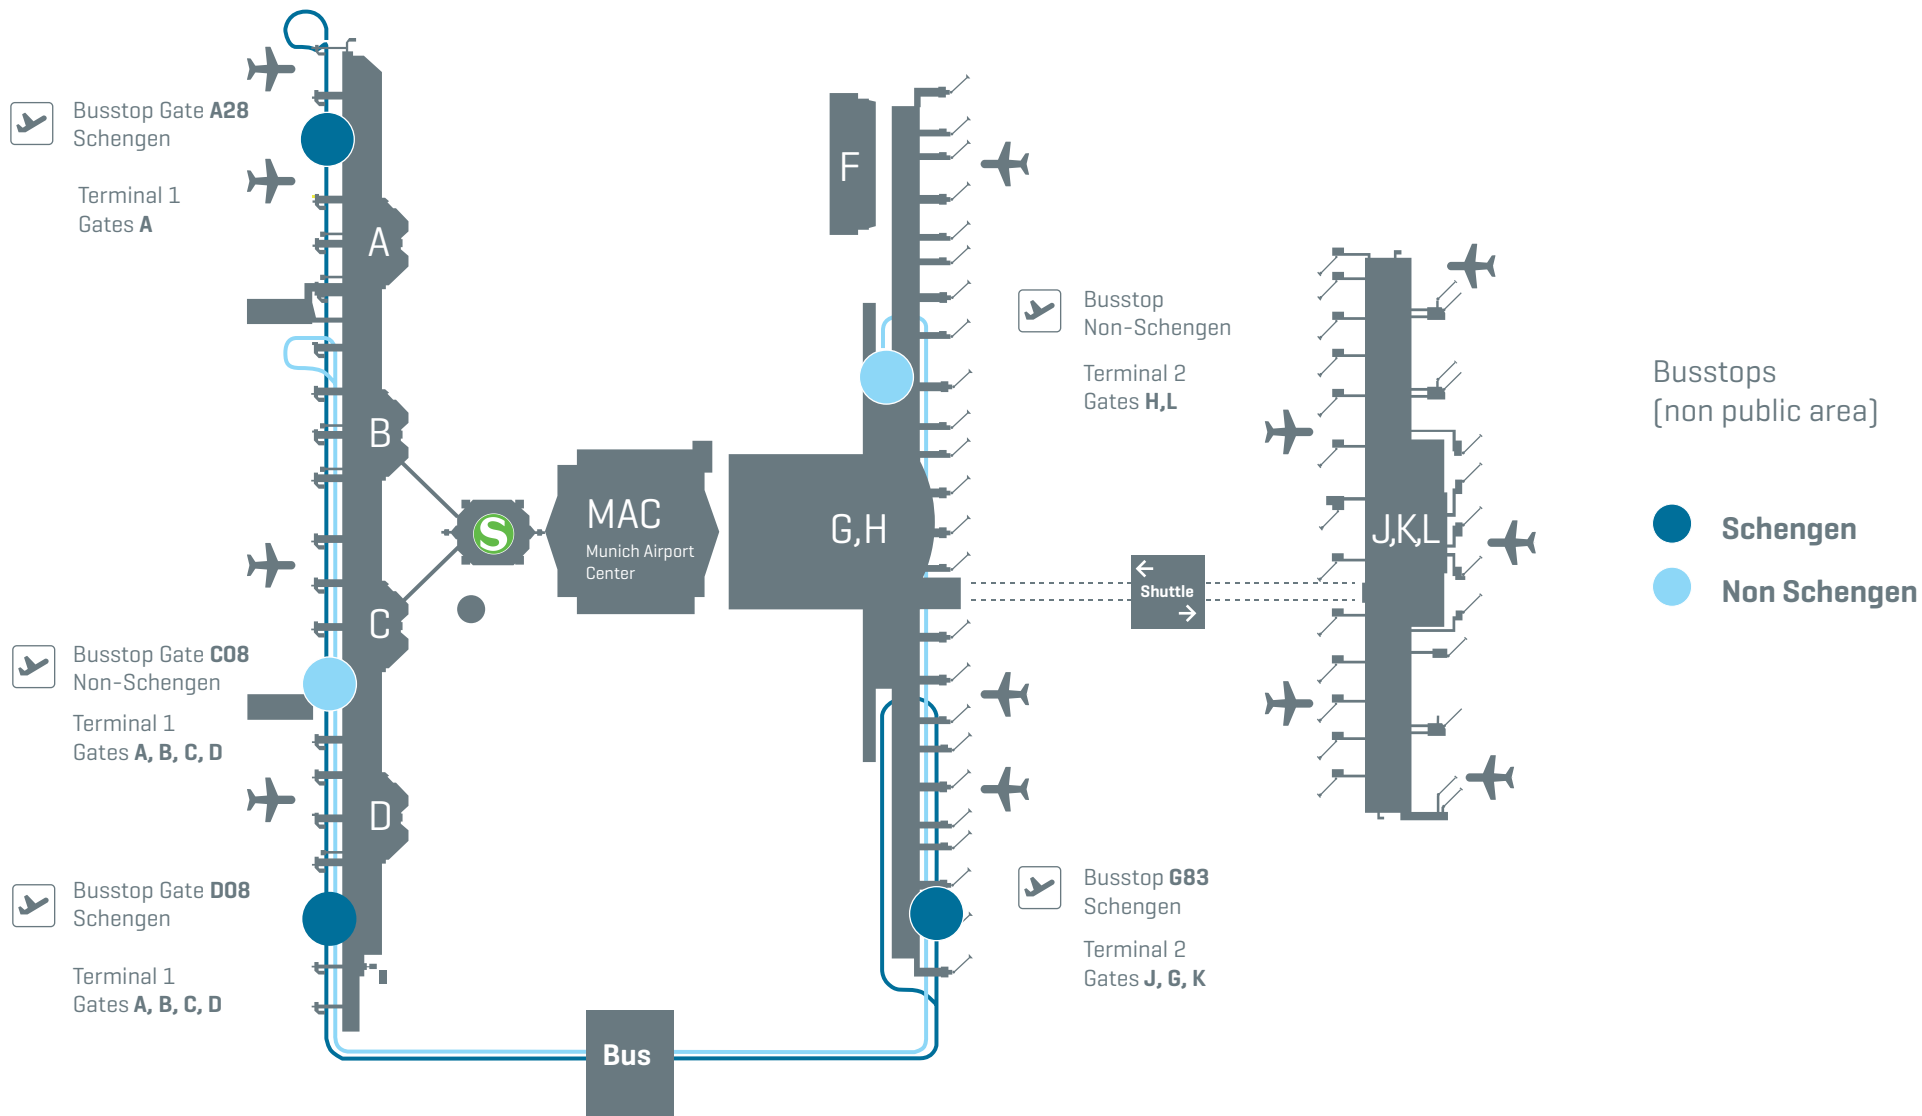 Busstop Gate A28
Schengen
Terminal 1
Gates A
A
B
C
D
Busstop Gate C08
Non-Schengen
Terminal 1
Gates A, B, C, D
Busstop Gate D08
Schengen
Terminal 1
Gates A, B, C, D
S
MAC
Munich Airport
Center
F
G,H
Busstop
Non-Schengen
Terminal 2
Gates H,L
Shuttle
J,K,L
Busstop G83
Schengen
Terminal 2
Gates J, G, K
Bus
Busstops
(non public area)
Schengen
Non Schengen